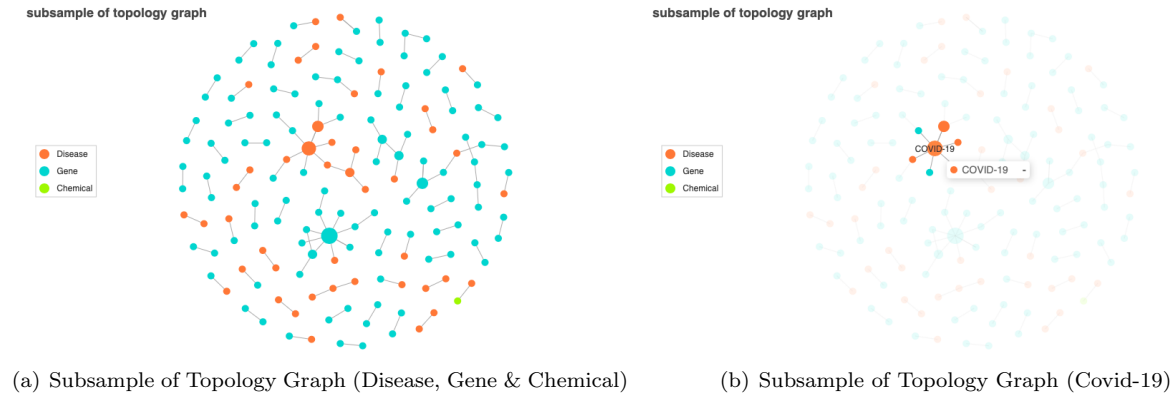 subsample of topology graph
Disease
Gene
Chemical
(a) Subsample of Topology Graph (Disease, Gene & Chemical)
subsample of topology graph
Disease
Gene
Chemical
COVID-19
COVID-19 -
(b) Subsample of Topology Graph (Covid-19)